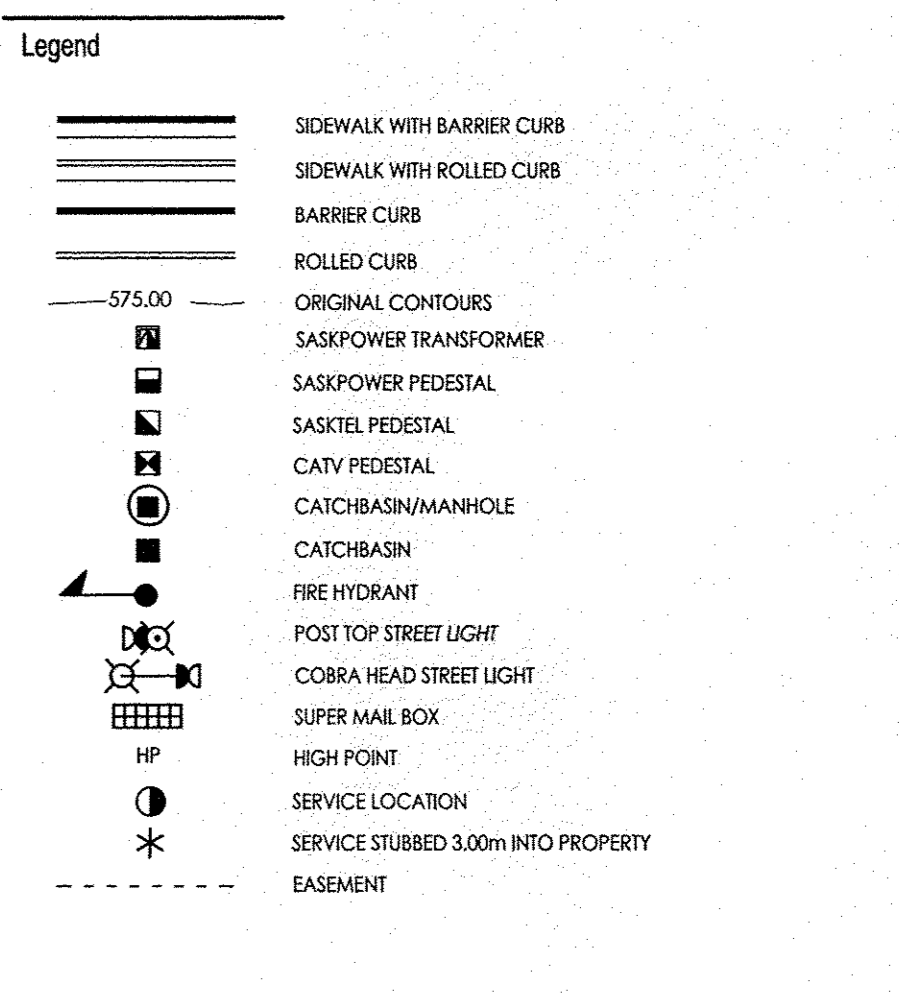 Legend
SIDEWALK WITH BARRIER CURB
SIDEWALK WITH ROLLED CURB
BARRIER CURB
ROLLED CURB
575.00 ORIGINAL CONTOURS
SASKPOWER TRANSFORMER
SASKPOWER PEDESTAL
SASKTEL PEDESTAL
CATV PEDESTAL
CATCHBASIN/MANHOLE
CATCHBASIN
FIRE HYDRANT
POST TOP STREET LIGHT
COBRA HEAD STREET LIGHT
SUPER MAIL BOX
HP HIGH POINT
SERVICE LOCATION
SERVICE STUBBED 3.00m INTO PROPERTY
EASEMENT